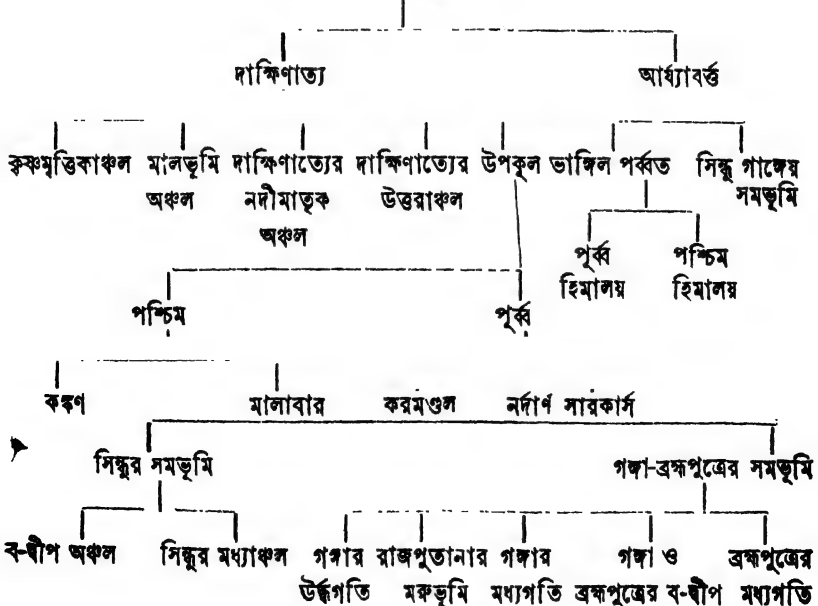 দাক্ষিণাত্য আর্য্যাবর্ত্ত
কৃষ্ণমৃত্তিকাঞ্চল মালভূমি দাক্ষিণাত্যের দাক্ষিণাত্যের উপকূল ভাঙ্গিল পর্ব্বত সিন্ধু গাঙ্গেয়
অঞ্চল নদীমাতৃক উত্তরাঞ্চল সমভূমি
অঞ্চল
পূর্ব্ব পশ্চিম
হিমালয় হিমালয়
পশ্চিম পূর্ব্ব
কঙ্কণ মালাবার করমণ্ডল নর্দার্ণ সারকার্স
সিন্ধুর সমভূমি গঙ্গা-ব্রহ্মপুত্রের সমভূমি
ব-দ্বীপ অঞ্চল সিন্ধুর মধ্যাঞ্চল গঙ্গার রাজপুতানার গঙ্গার গঙ্গা ও ব্রহ্মপুত্রের
উর্দ্ধগতি মরুভূমি মধ্যগতি ব্রহ্মপুত্রের ব-দ্বীপ মধ্যগতি